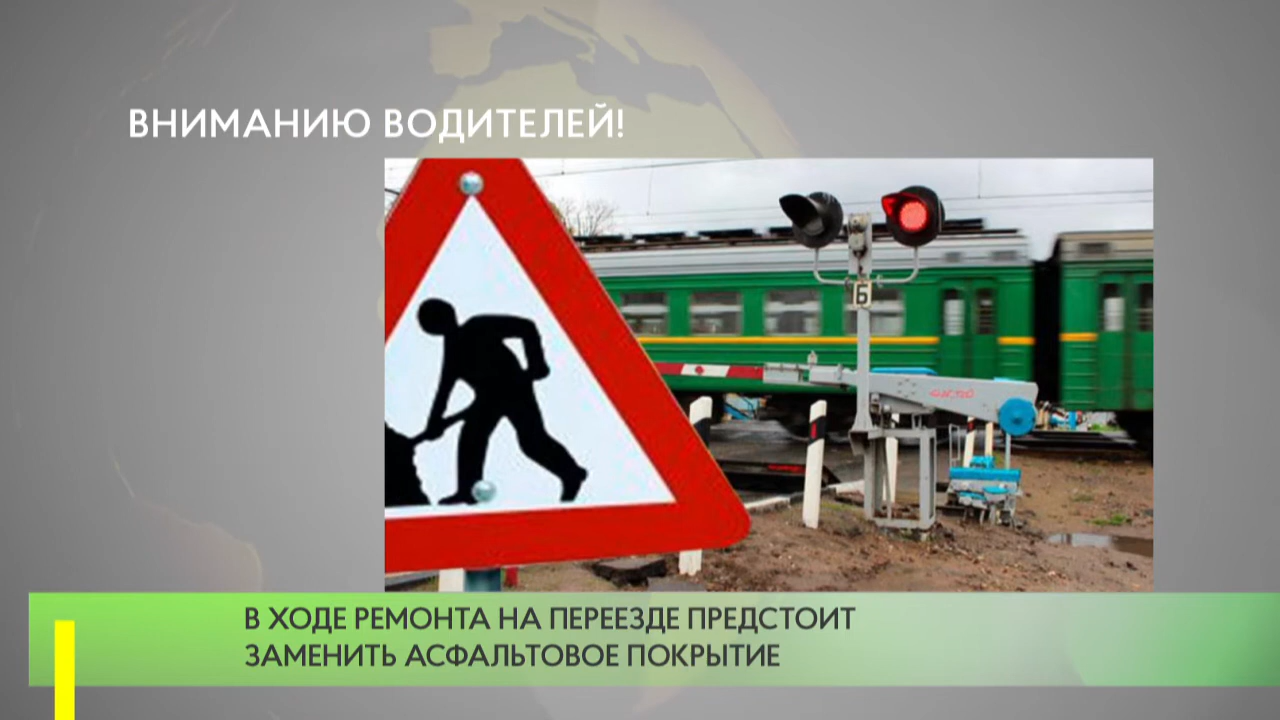 ВНИМАНИЮ ВОДИТЕЛЕЙ!
Б
В ХОДЕ РЕМОНТА НА ПЕРЕЕЗДЕ ПРЕДСТОИТ
ЗАМЕНИТЬ АСФАЛЬТОВОЕ ПОКРЫТИЕ